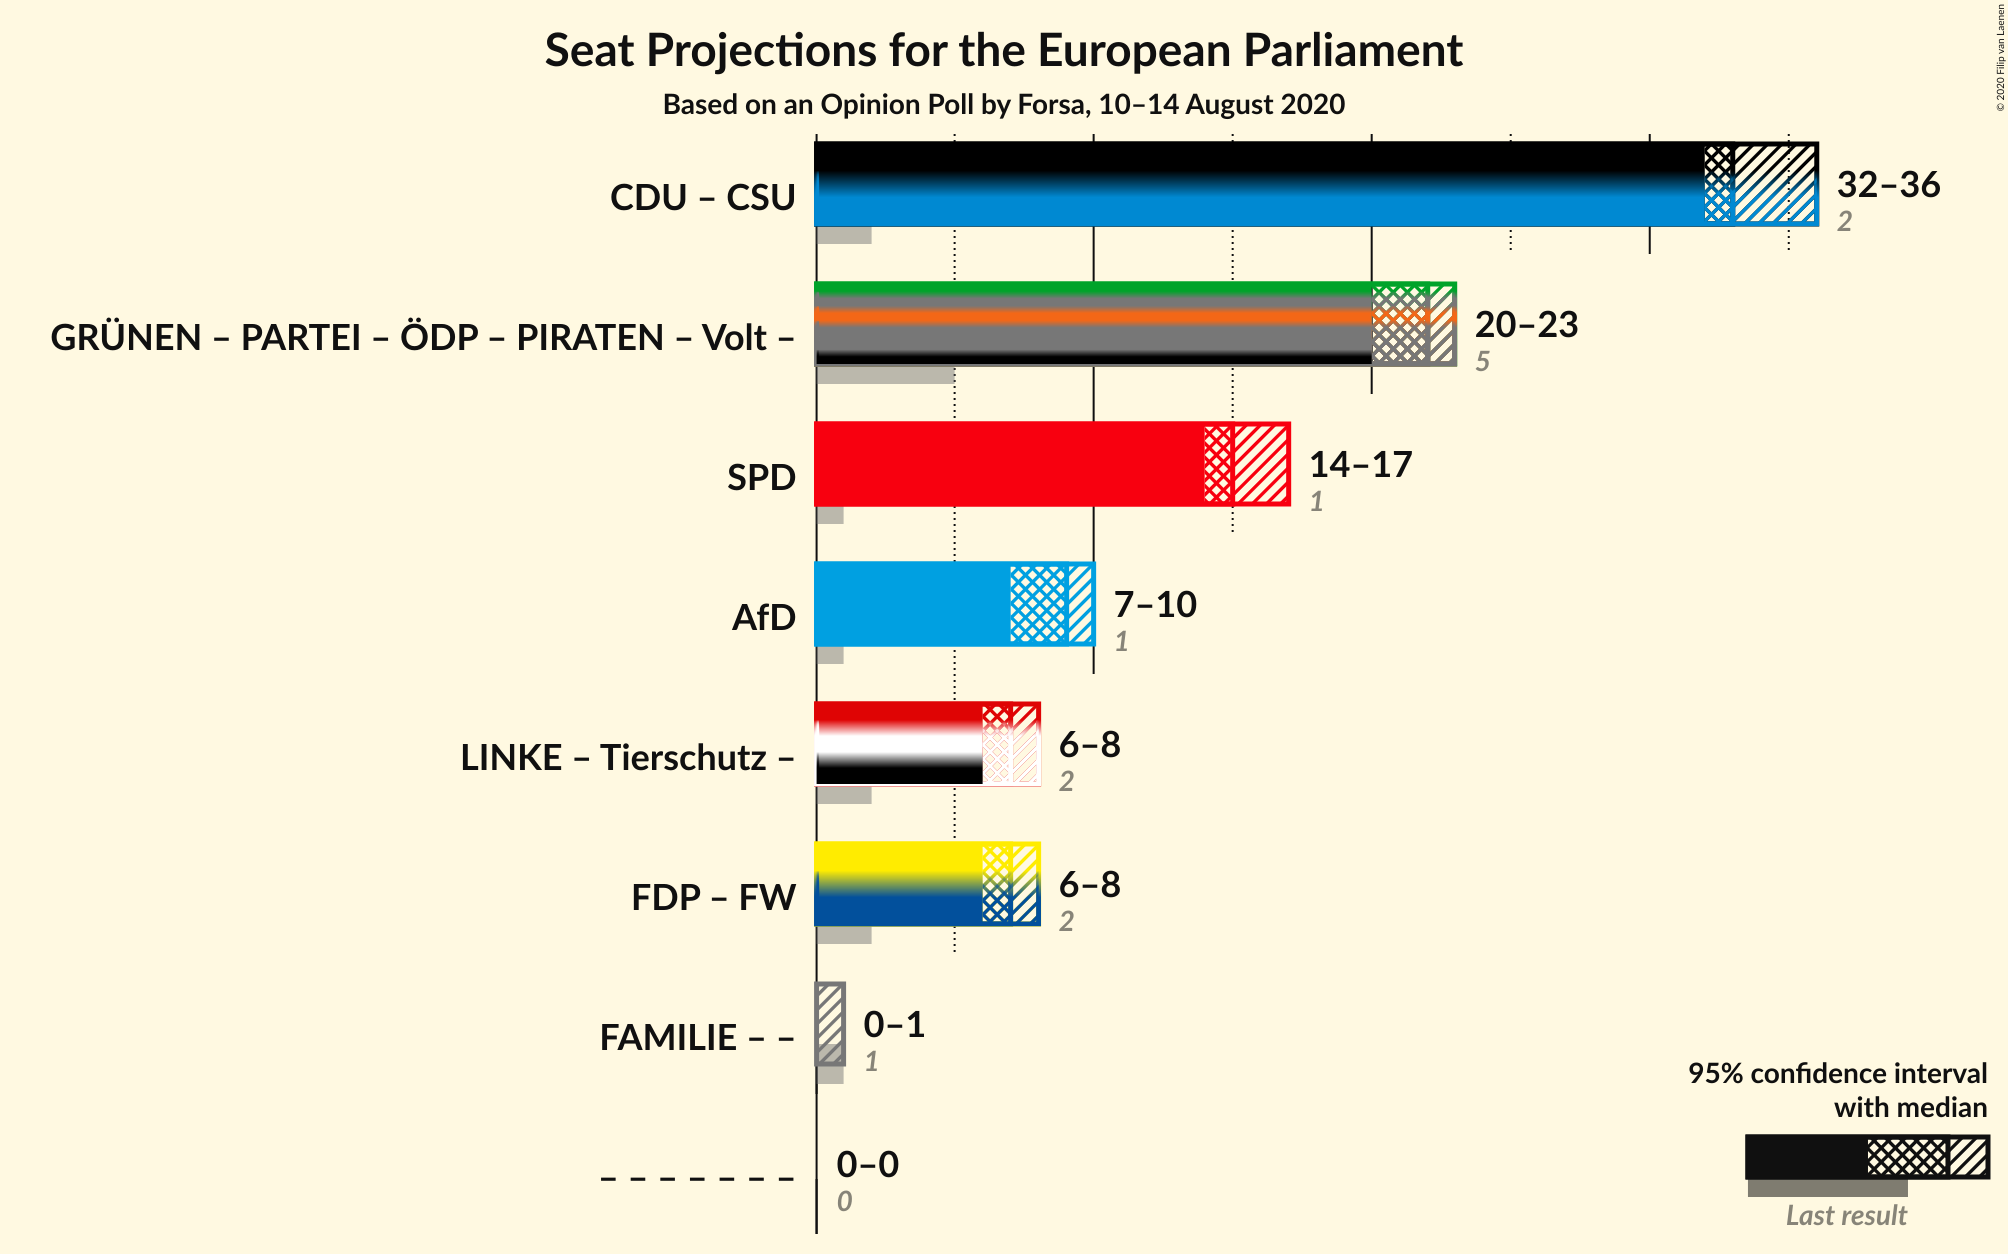 Seat Projections for the European Parliament
Based on an Opinion Poll by Forsa, 10–14 August 2020
© 2020 Filip van Laenen
CDU – CSU
32–36
2
GRÜNEN – PARTEI – ÖDP – PIRATEN – Volt –
20–23
5
SPD
14–17
1
AfD
7–10
1
LINKE – Tierschutz –
6–8
2
FDP – FW
6–8
2
FAMILIE – –
0–1
1
– – – – – – –
0–0
0
95% confidence interval
with median
Last result